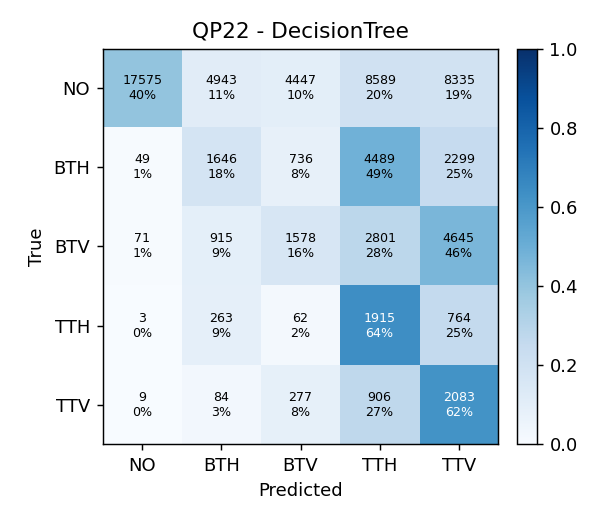 QP22 - DecisionTree
NO 17575 4943 4447 8589 8335
40% 11% 10% 20% 19%
BTH 49 1646 736 4489 2299
1% 18% 8% 49% 25%
BTV 71 915 1578 2801 4645
1% 9% 16% 28% 46%
TTH 3 263 62 1915 764
0% 9% 2% 64% 25%
TTV 9 84 277 906 2083
0% 3% 8% 27% 62%
NO BTH BTV TTH TTV
Predicted
True
1.0
0.8
0.6
0.4
0.2
0.0